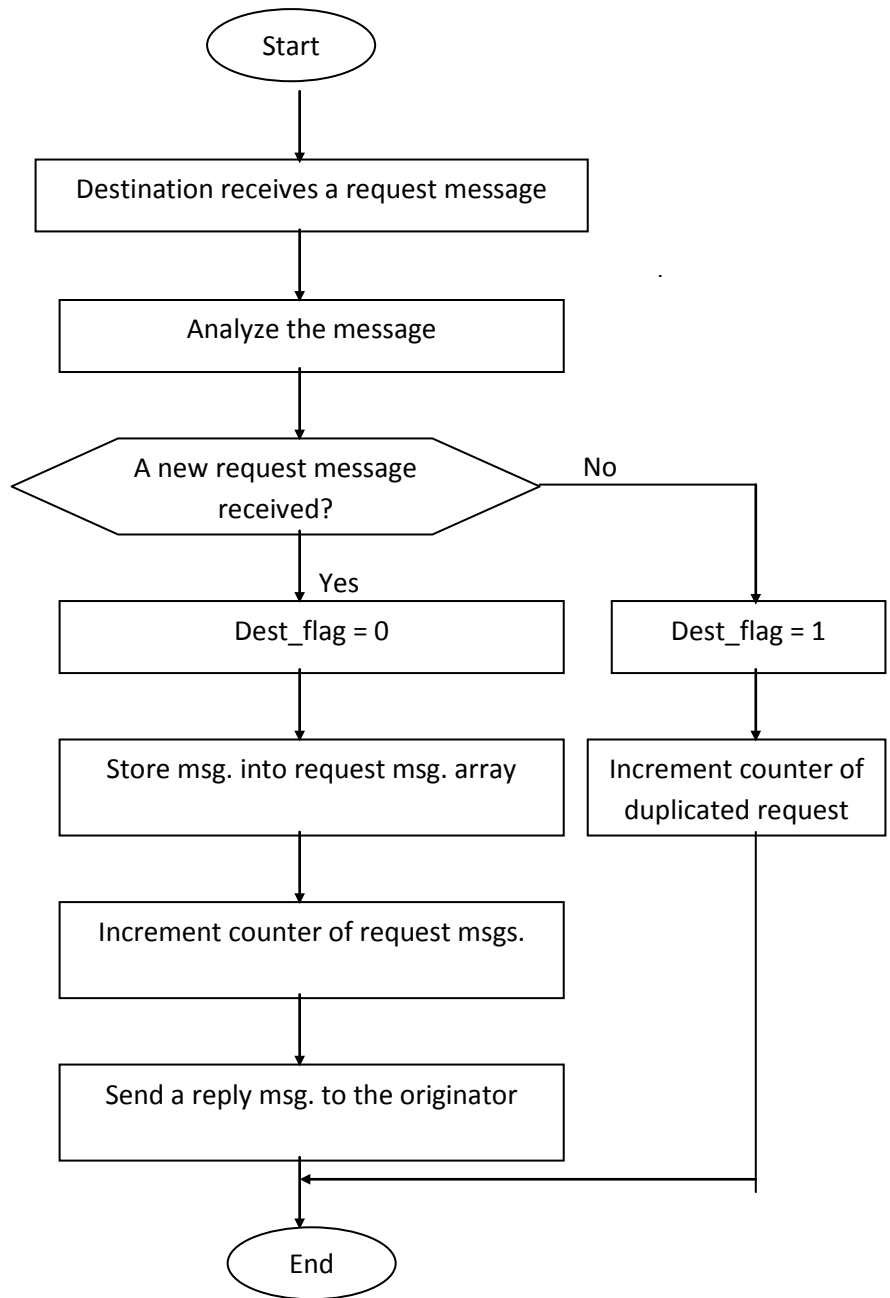 Start
Destination receives a request message
Analyze the message
A new request message
received?
No
Yes
Dest_flag = 0
Dest_flag = 1
Store msg. into request msg. array
Increment counter of
duplicated request
Increment counter of request msgs.
Send a reply msg. to the originator
End